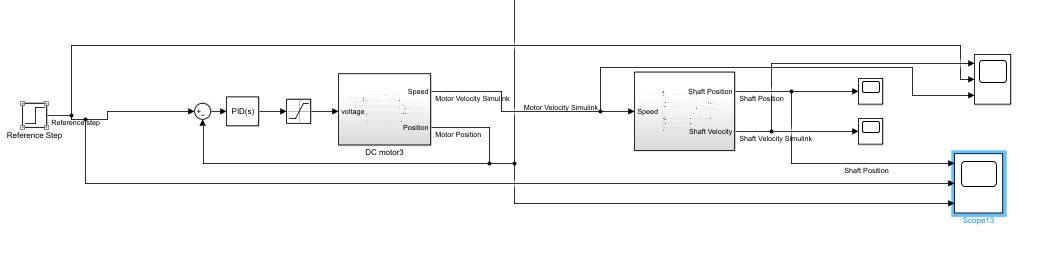 Reference Step
Reference step
PID(s)
voltage
Speed
Position
DC motor3
Motor Velocity Simulink
Motor Position
Motor Velocity Simulink
Speed
Shaft Position
Shaft Velocity
Shaft Position
Shaft Velocity Simulink
Shaft Position
Scope13